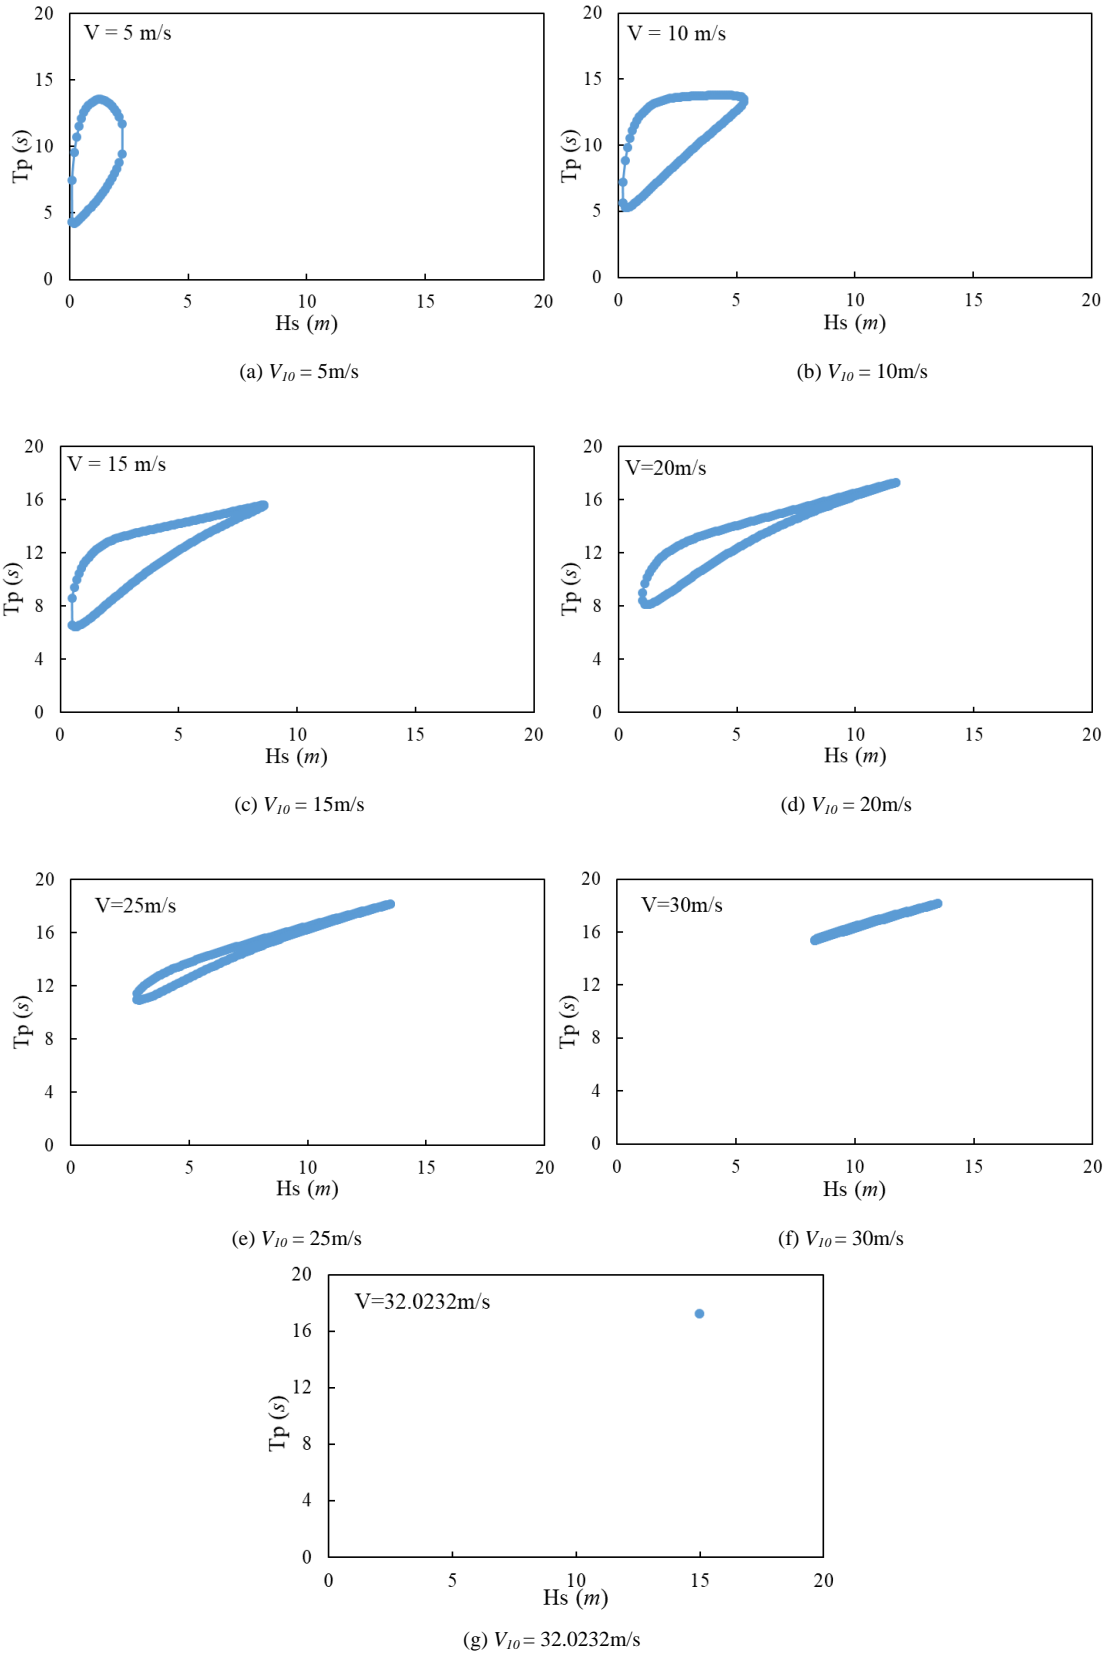 V = 5 m/s
20
15
10
5
0
Tp (s)
0 5 10 15 20
Hs (m)
(a) V10 = 5m/s
V = 10 m/s
20
15
10
5
0
Tp (s)
0 5 10 15 20
Hs (m)
(b) V10 = 10m/s
V = 15 m/s
20
16
12
8
4
0
Tp (s)
0 5 10 15 20
Hs (m)
(c) V10 = 15m/s
V=20m/s
20
16
12
8
4
0
Tp (s)
0 5 10 15 20
Hs (m)
(d) V10 = 20m/s
V=25m/s
20
16
12
8
4
0
Tp (s)
0 5 10 15 20
Hs (m)
(e) V10 = 25m/s
V=30m/s
20
16
12
8
4
0
Tp (s)
0 5 10 15 20
Hs (m)
(f) V10 = 30m/s
V=32.0232m/s
20
16
12
8
4
0
Tp (s)
0 5 10 15 20
Hs (m)
(g) V10 = 32.0232m/s